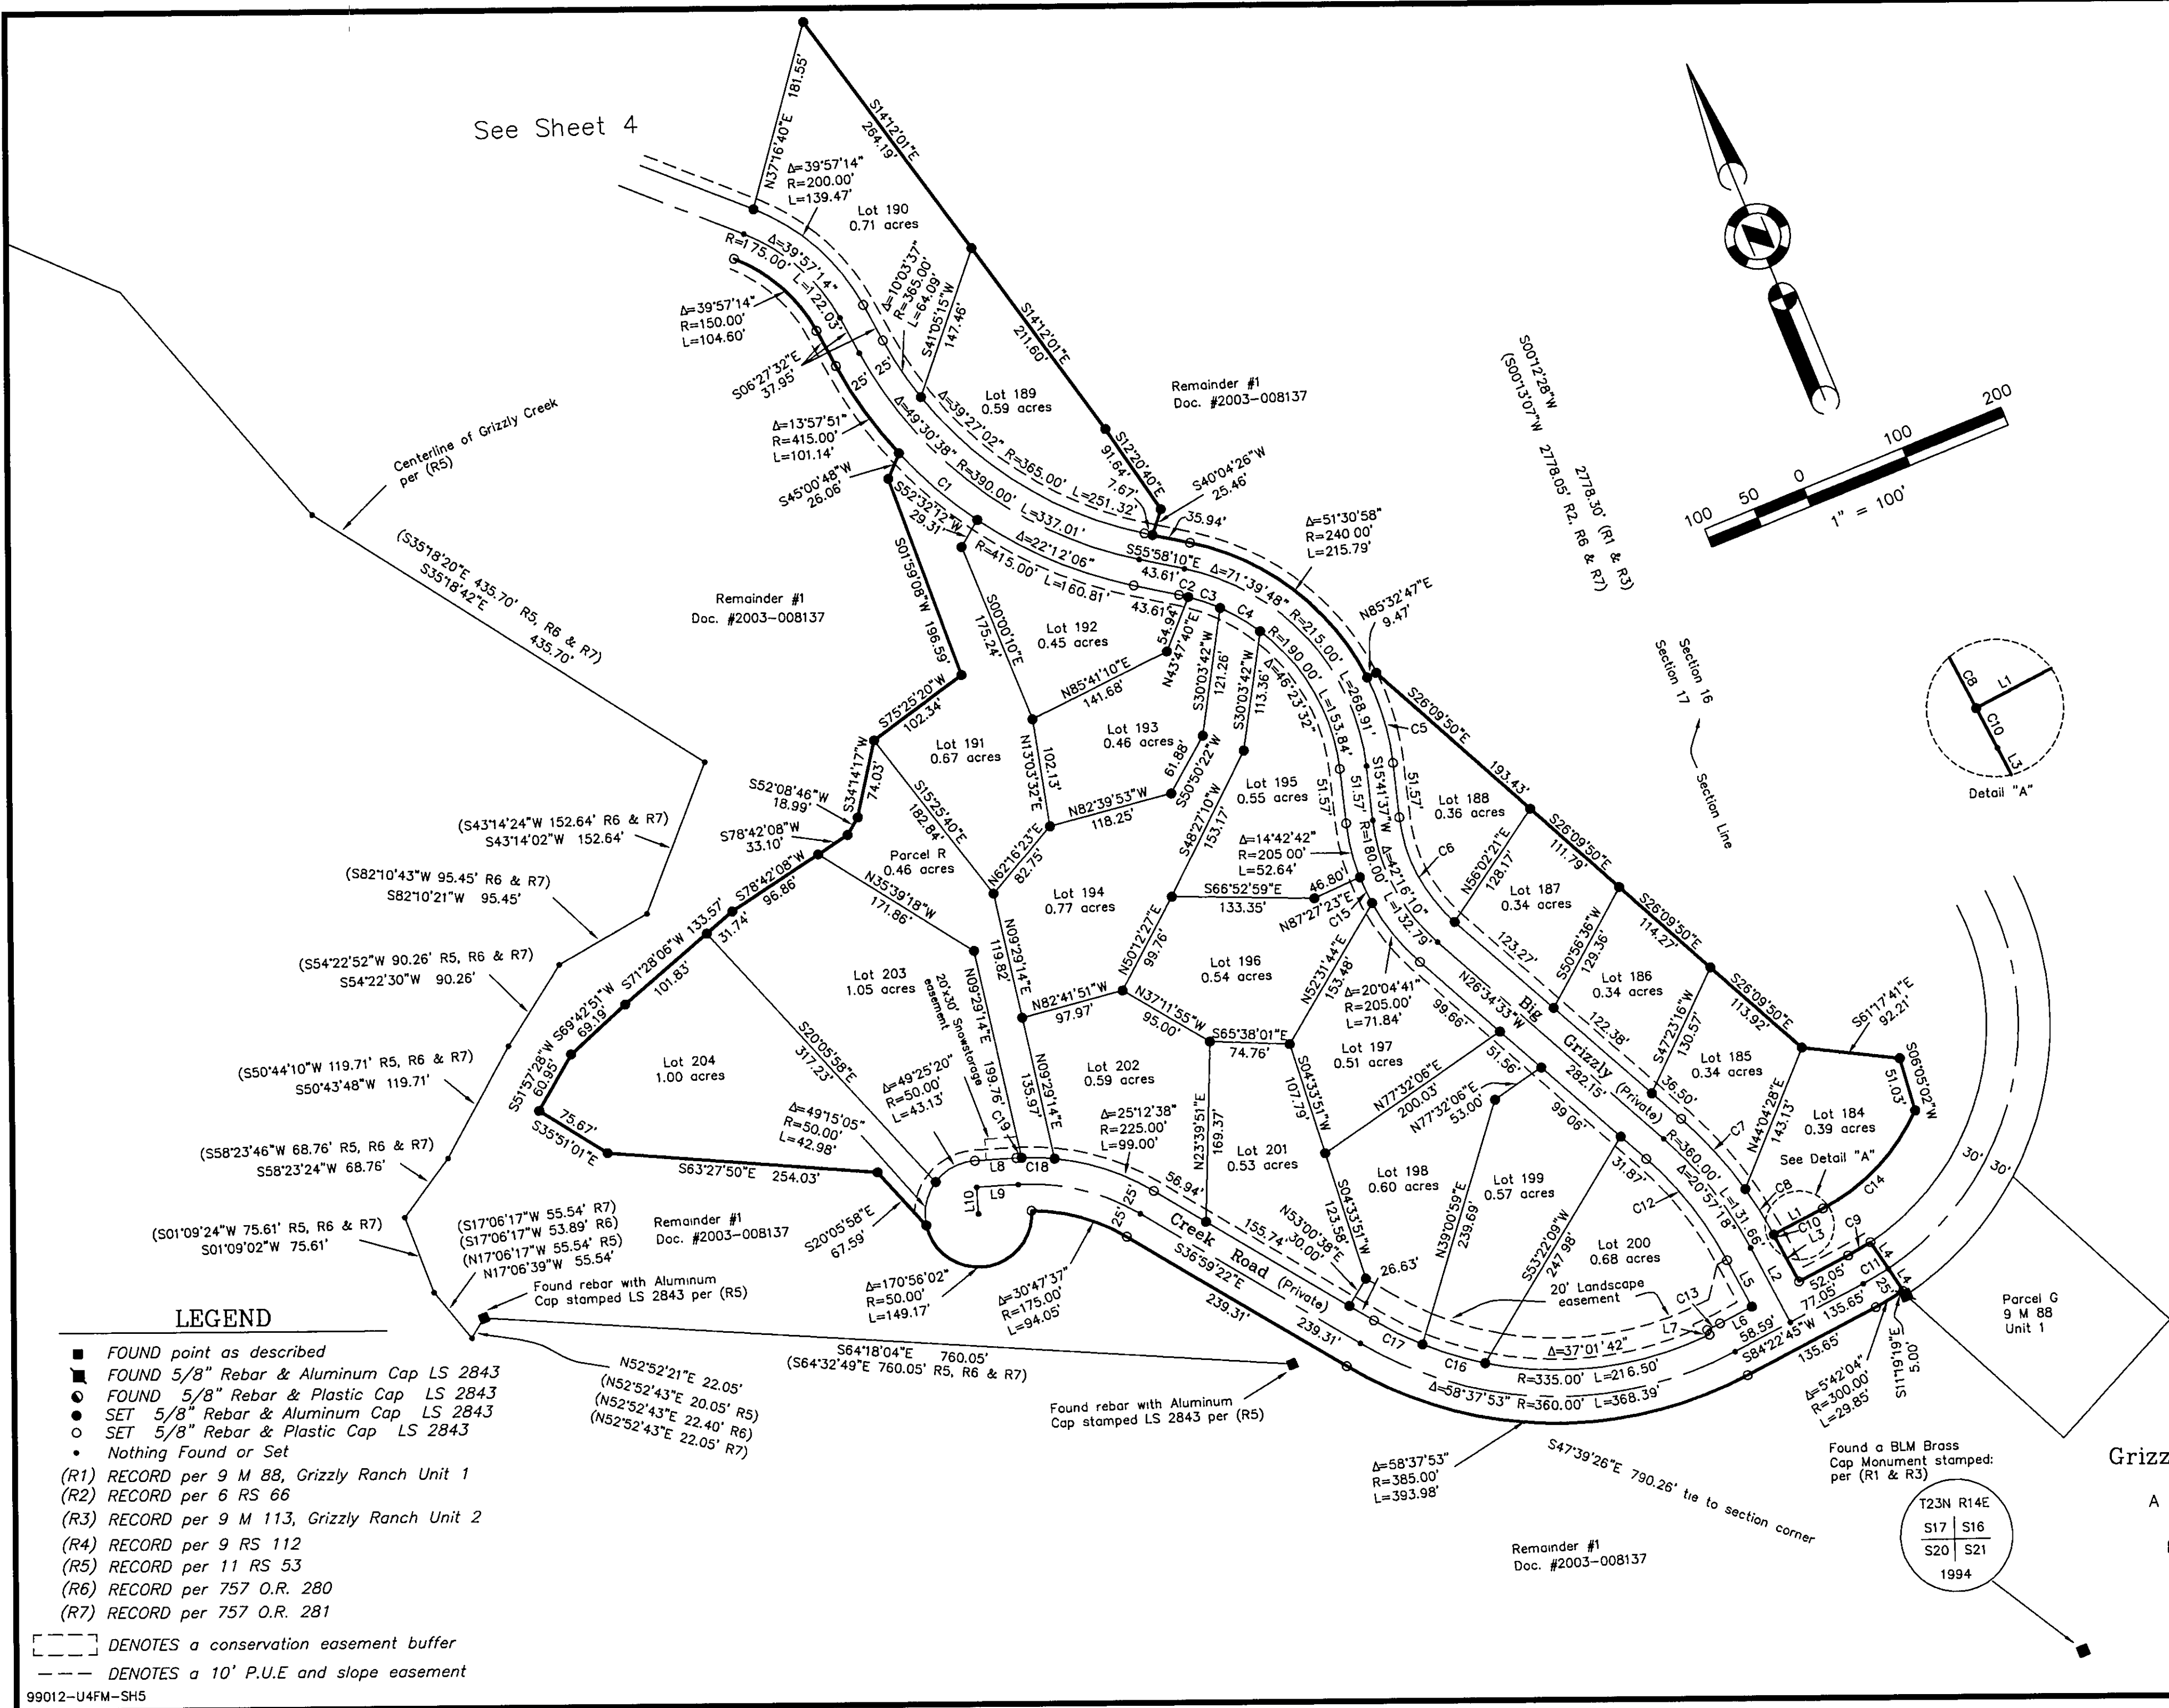 See Sheet 4
N37°16'40"E 181.55'
S14°12'01"E
264.19'
Δ=39°57'14"
R=200.00'
L=139.47'
Lot 190
0.71 acres
Δ=39°57'14"
R=175.00' L=122.03'
Δ=10°03'37"
R=365.00'
L=64.09'
S41°05'15"W
147.46'
Δ=39°57'14"
R=150.00'
L=104.60'
S06°27'32"E
37.95'
25'
25'
S14°12'01"E
211.60'
Lot 189
0.59 acres
Remainder #1
Doc. #2003-008137
Δ=13°57'51"
R=415.00'
L=101.14'
Δ=39°27'02" R=365.00' L=251.32'
Δ=49°30'38" R=390.00' L=337.01'
S12°20'40"E
91.64'
7.67'
S40°04'26"W
25.46'
35.94'
Δ=51°30'58"
R=240.00'
L=215.79'
S45°00'48"W
26.06'
C1
S52°32'12"W
29.31'
Δ=22°12'06"
R=415.00' L=160.81'
S55°58'10"E
43.61'
43.61'
C2
C3
C4
Δ=71°39'48" R=215.00' L=268.91'
N85°32'47"E
9.47'
Centerline of Grizzly Creek
per (R5)
(S35°18'20"E 435.70' R5, R6 & R7)
S35°18'42"E 435.70'
Remainder #1
Doc. #2003-008137
S01°59'08"W 196.59'
S00°00'10"E
175.24'
Lot 192
0.45 acres
54.94'
N43°47'40"E
S30°03'42"W
121.26'
S30°03'42"W
113.36'
R=190.00' L=153.84'
Δ=46°23'32"
N85°41'10"E
141.68'
S26°09'50"E
193.43'
C5
S00°12'28"W 2778.30' (R1 & R3)
(S00°13'07"W 2778.05' R2, R6 & R7)
100 50 0 100 200
1" = 100'
Section 16
Section 17
Section Line
C8
L1
C10
L3
Detail "A"
S75°25'20"W
102.34'
Lot 191
0.67 acres
N13°03'32"E
102.13'
Lot 193
0.46 acres
61.88'
S50°50'22"W
Lot 195
0.55 acres
51.57'
51.57'
S15°41'37"W
51.57'
Lot 188
0.36 acres
S34°14'17"W
74.03'
S52°08'46"W
18.99'
S78°42'08"W
33.10'
S15°25'40"E
182.84'
N82°39'53"W
118.25'
S48°27'10"W
153.17'
Δ=14°42'42"
R=205.00'
L=52.64'
R=180.00' L=132.79'
Δ=42°16'10"
C6
N56°02'21"E
128.17'
S26°09'50"E
111.79'
(S43°14'24"W 152.64' R6 & R7)
S43°14'02"W 152.64'
(S82°10'43"W 95.45' R6 & R7)
S82°10'21"W 95.45'
S78°42'08"W
96.86'
Parcel R
0.46 acres
N62°16'23"E
82.75'
N35°39'18"W
171.86'
Lot 194
0.77 acres
S66°52'59"E
133.35'
46.80'
N87°27'23"E
C15
Lot 187
0.34 acres
123.27'
S50°56'36"W
129.36'
S26°09'50"E
114.27'
(S54°22'52"W 90.26' R5, R6 & R7)
S54°22'30"W 90.26'
S71°28'06"W 133.57'
31.74'
101.83'
Lot 203
1.05 acres
N09°29'14"E
119.82'
N50°12'27"E
99.76'
Lot 196
0.54 acres
N52°31'44"E
153.48'
Δ=20°04'41"
R=205.00'
L=71.84'
N26°34'33"W
282.15'
99.66'
Lot 186
0.34 acres
122.38'
S47°23'16"W
130.57'
S26°09'50"E
113.92'
S61°17'41"E
92.21'
20'x30' Snowstorage
easement
N09°29'14"E 199.76'
N82°41'51"W
97.97'
N37°11'55"W
95.00'
S65°38'01"E
74.76'
S69°42'51"W
69.19'
(S50°44'10"W 119.71' R5, R6 & R7)
S50°43'48"W 119.71'
S51°57'28"W
60.95'
Lot 204
1.00 acres
S20°05'58"E
317.23'
N09°29'14"E
135.97'
Lot 202
0.59 acres
Lot 197
0.51 acres
51.56'
Big Grizzly (Private)
Lot 185
0.34 acres
36.50'
S06°05'02"W
51.03'
75.67'
S35°51'01"E
Δ=49°25'20"
R=50.00'
L=43.13'
Δ=49°15'05"
R=50.00'
L=42.98'
C19
L8
C18
Δ=25°12'38"
R=225.00'
L=99.00'
N23°39'51"E
169.37'
S04°33'51"W
107.79'
N77°32'06"E
200.03'
N77°32'06"E
53.00'
99.06'
C7
N44°04'28"E
143.13'
Lot 184
0.39 acres
See Detail "A"
(S58°23'46"W 68.76' R5, R6 & R7)
S58°23'24"W 68.76'
S63°27'50"E 254.03'
L10
L9
25'
25'
56.94'
Lot 201
0.53 acres
Lot 198
0.60 acres
Lot 199
0.57 acres
31.87'
R=360.00' L=131.66'
Δ=20°57'18"
C8
L1
C10
L3
C14
30' 30'
(S01°09'24"W 75.61' R5, R6 & R7)
S01°09'02"W 75.61'
(S17°06'17"W 55.54' R7)
(S17°06'17"W 53.89' R6)
(N17°06'17"W 55.54' R5)
N17°06'39"W 55.54'
Remainder #1
Doc. #2003-008137
S20°05'58"E
67.59'
Creek Road (Private)
S36°59'22"E
239.31'
239.31'
155.74'
30.00'
N53°00'38"E
S04°33'51"W
123.58'
26.63'
N39°00'59"E
239.69'
S53°22'09"W
247.98'
C12
Lot 200
0.68 acres
L5
L2
C9
52.05'
C11
L4
L4
25'
77.05'
135.65'
20' Landscape
easement
C13
L7
L6
58.59'
S84°22'45"W
135.65'
Found rebar with Aluminum
Cap stamped LS 2843 per (R5)
Δ=170°56'02"
R=50.00'
L=149.17'
Δ=30°47'37"
R=175.00'
L=94.05'
C17
C16
Δ=37°01'42"
R=335.00' L=216.50'
Δ=58°37'53" R=360.00' L=368.39'
Δ=5°42'04"
R=300.00'
L=29.85'
S11°19'19"E
5.00'
Parcel G
9 M 88
Unit 1
S64°18'04"E 760.05'
(S64°32'49"E 760.05' R5, R6 & R7)
N52°52'21"E 22.05'
(N52°52'43"E 20.05' R5)
(N52°52'43"E 22.40' R6)
(N52°52'43"E 22.05' R7)
Found rebar with Aluminum
Cap stamped LS 2843 per (R5)
Δ=58°37'53"
R=385.00'
L=393.98'
S47°39'26"E 790.26' tie to section corner
Found a BLM Brass
Cap Monument stamped:
per (R1 & R3)
T23N R14E
S17 S16
S20 S21
1994
Remainder #1
Doc. #2003-008137
Grizz
A
LEGEND
FOUND point as described
FOUND 5/8" Rebar & Aluminum Cap LS 2843
FOUND 5/8" Rebar & Plastic Cap LS 2843
SET 5/8" Rebar & Aluminum Cap LS 2843
SET 5/8" Rebar & Plastic Cap LS 2843
Nothing Found or Set
(R1) RECORD per 9 M 88, Grizzly Ranch Unit 1
(R2) RECORD per 6 RS 66
(R3) RECORD per 9 M 113, Grizzly Ranch Unit 2
(R4) RECORD per 9 RS 112
(R5) RECORD per 11 RS 53
(R6) RECORD per 757 O.R. 280
(R7) RECORD per 757 O.R. 281
DENOTES a conservation easement buffer
DENOTES a 10' P.U.E and slope easement
99012-U4FM-SH5